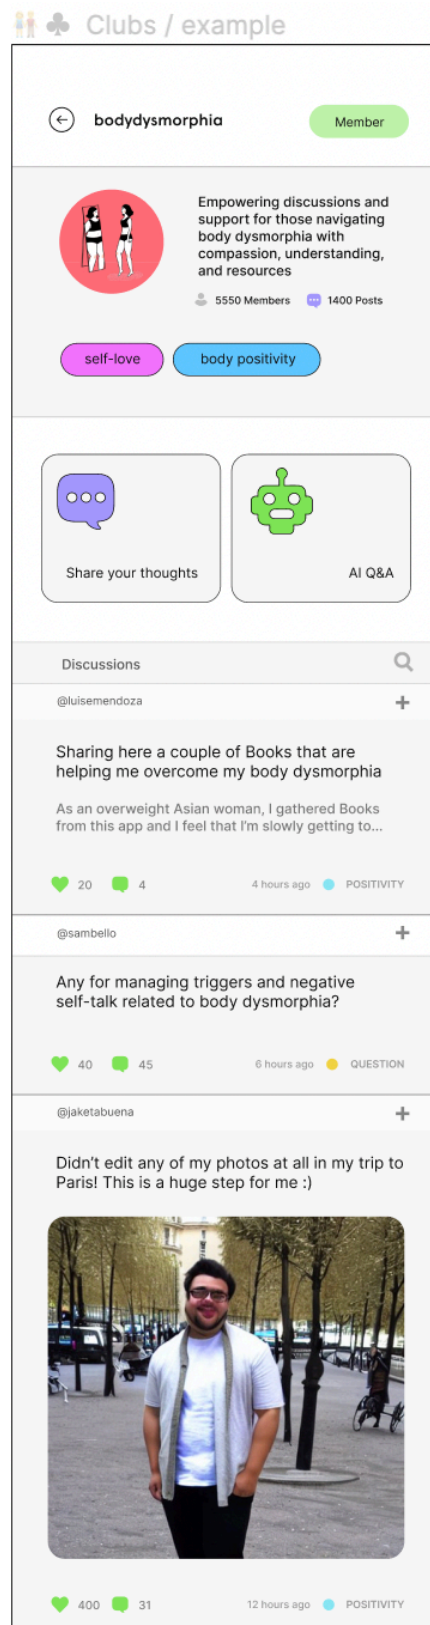 Clubs / example
bodydysmorphia
Member
Empowering discussions and
support for those navigating
body dysmorphia with
compassion, understanding,
and resources
5550 Members
1400 Posts
self-love
body positivity
Share your thoughts
AI Q&A
Discussions
@luisemendoza
Sharing here a couple of Books that are
helping me overcome my body dysmorphia
As an overweight Asian woman, I gathered Books
from this app and I feel that I'm slowly getting to...
20
4
4 hours ago
POSITIVITY
@sambello
Any for managing triggers and negative
self-talk related to body dysmorphia?
40
45
6 hours ago
QUESTION
@jaketabuena
Didn't edit any of my photos at all in my trip to
Paris! This is a huge step for me :)
400
31
12 hours ago
POSITIVITY